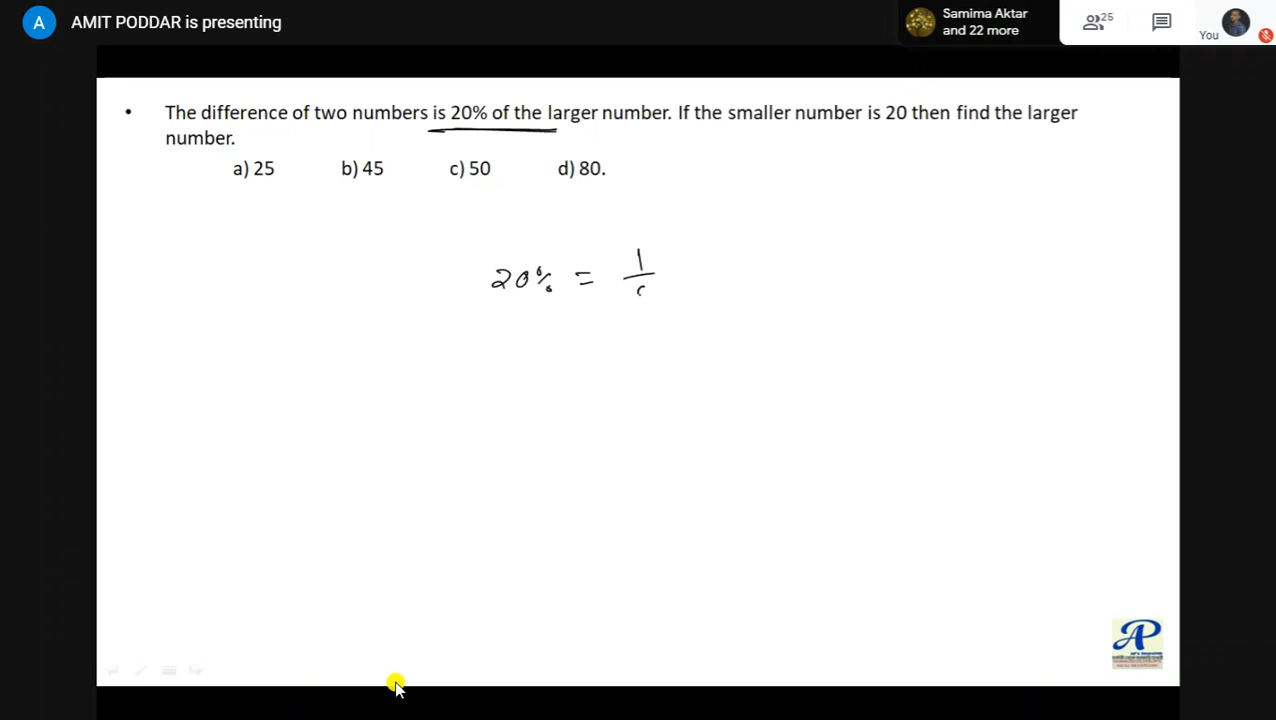 A AMIT PODDAR is presenting
Samima Aktar
and 22 more
25
You
• The difference of two numbers is 20% of the larger number. If the smaller number is 20 then find the larger
number.
a) 25 b) 45 c) 50 d) 80.
20% = 1
AP